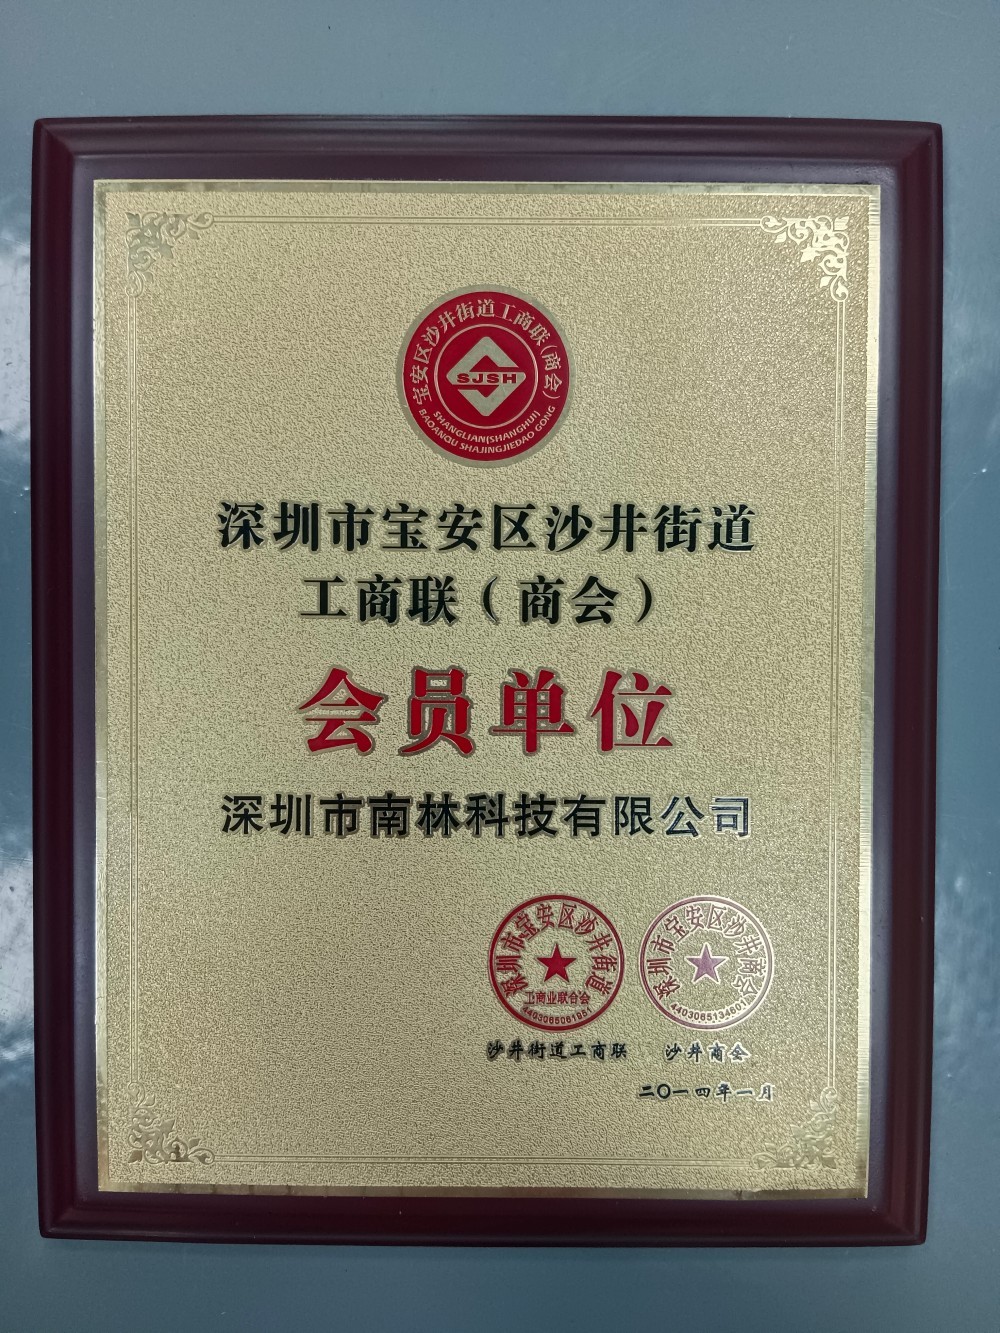 宝安区沙井街道工商联(商会)
SJSH
BAOANQU SHAJINGJIEDAO GONG
SHANGLIAN(SHANGHUI)
深圳市宝安区沙井街道
工商联（商会）
会员单位
深圳市南林科技有限公司
深圳市宝安区沙井街道
工商业联合会
4403065061951
深圳市宝安区沙井商会
沙井街道工商联
沙井商会
二〇一四年一月